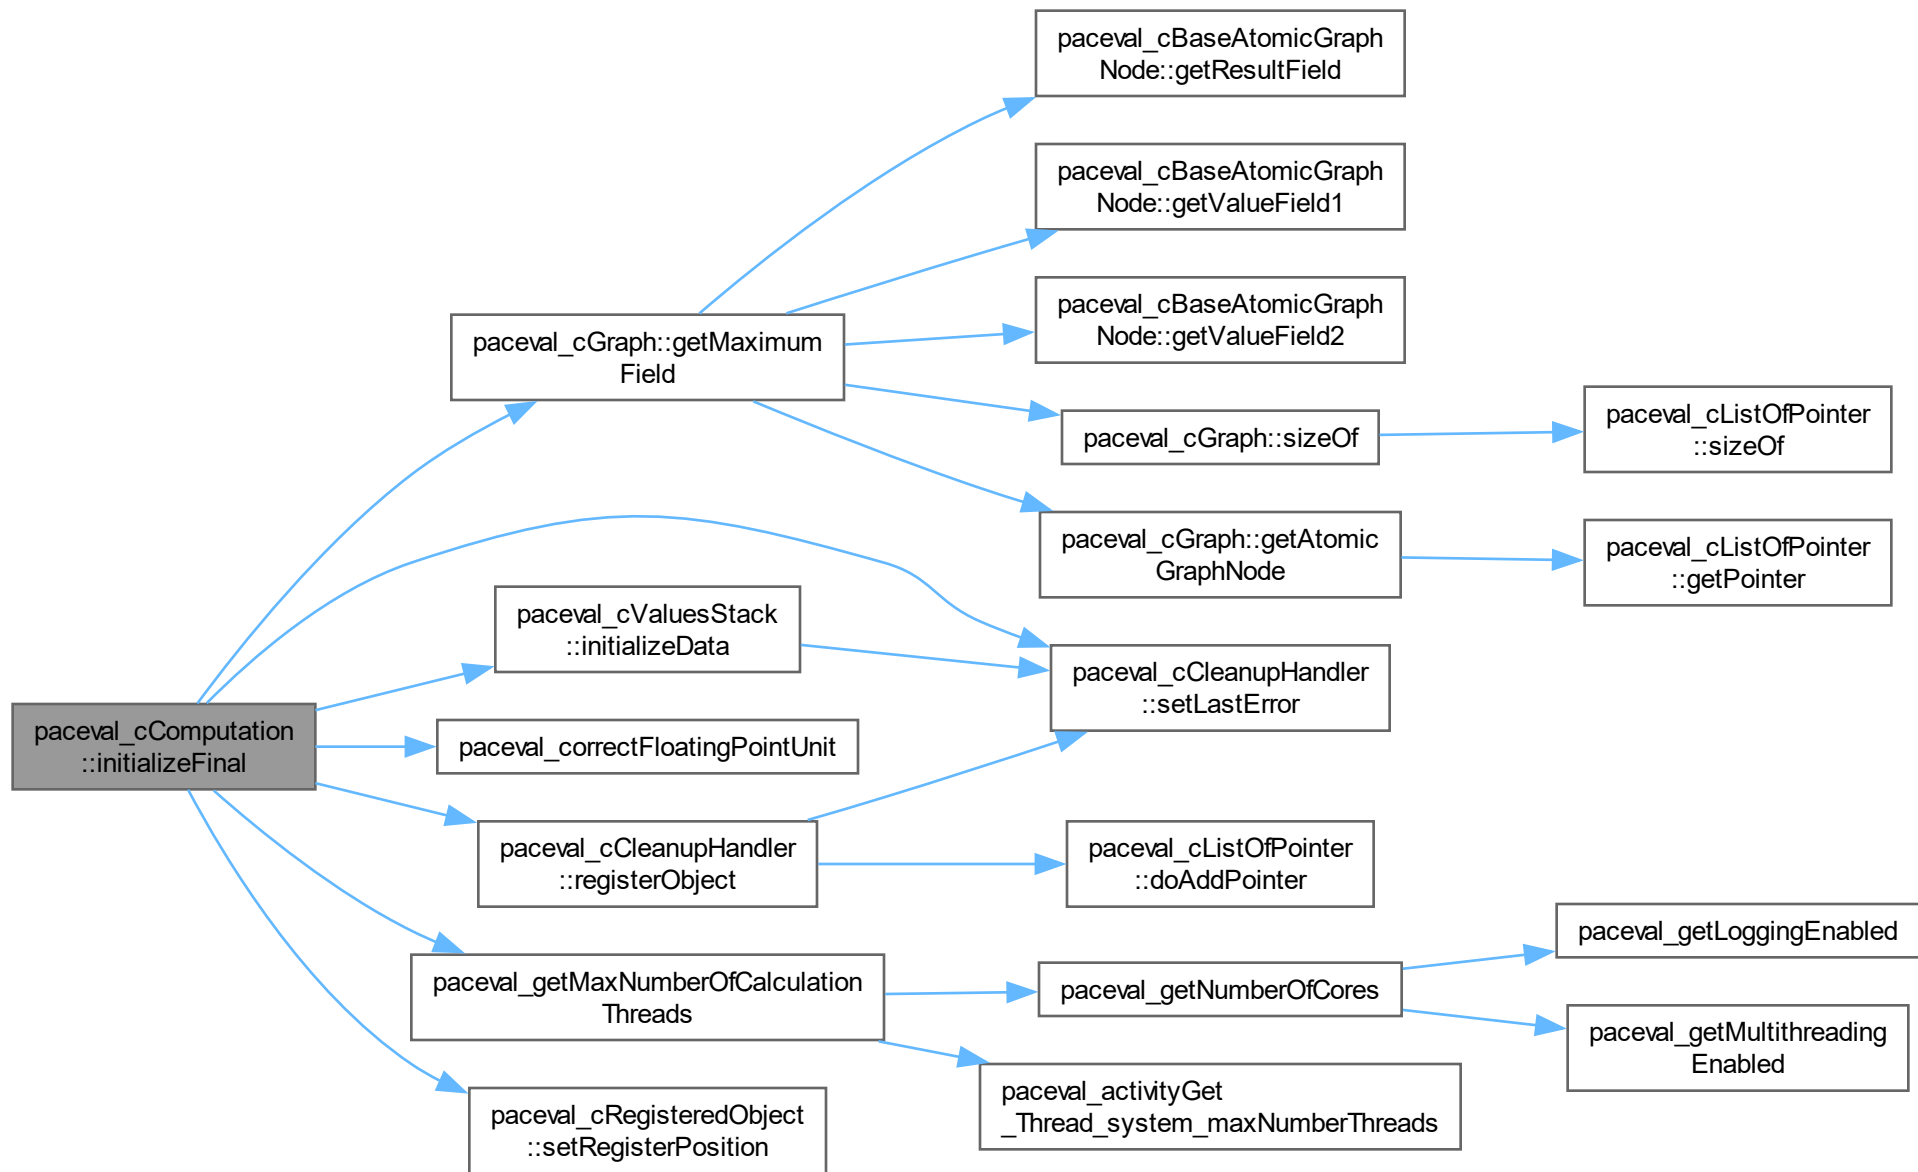 paceval_cBaseAtomicGraph
Node::getResultField
paceval_cBaseAtomicGraph
Node::getValueField1
paceval_cBaseAtomicGraph
Node::getValueField2
paceval_cGraph::getMaximum
Field
paceval_cGraph::sizeOf
paceval_cListOfPointer
::sizeOf
paceval_cGraph::getAtomic
GraphNode
paceval_cListOfPointer
::getPointer
paceval_cValuesStack
::initializeData
paceval_cCleanupHandler
::setLastError
paceval_cComputation
::initializeFinal
paceval_correctFloatingPointUnit
paceval_cCleanupHandler
::registerObject
paceval_cListOfPointer
::doAddPointer
paceval_getMaxNumberOfCalculation
Threads
paceval_getNumberOfCores
paceval_getLoggingEnabled
paceval_getMultithreading
Enabled
paceval_activityGet
_Thread_system_maxNumberThreads
paceval_cRegisteredObject
::setRegisterPosition